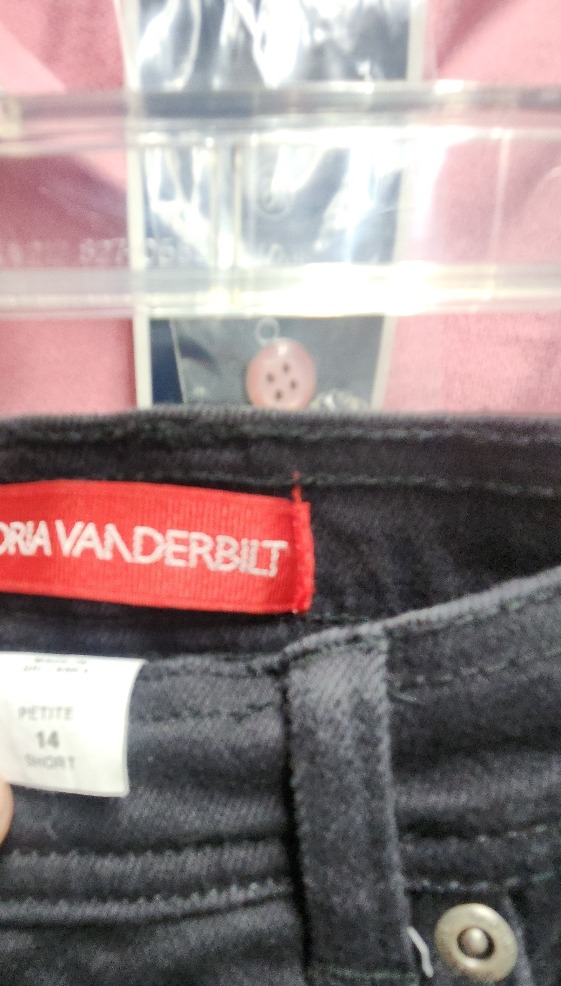 ORIA VANDERBILT
PETITE
14
SHORT